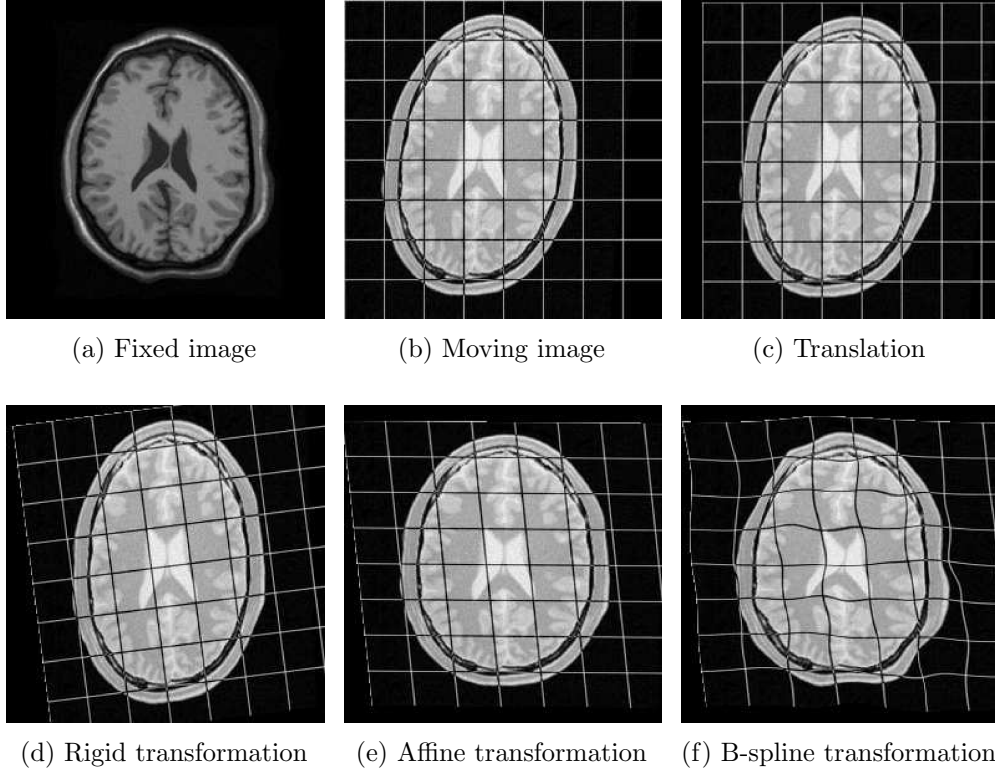 (a) Fixed image
(b) Moving image
(c) Translation
(d) Rigid transformation
(e) Affine transformation
(f) B-spline transformation